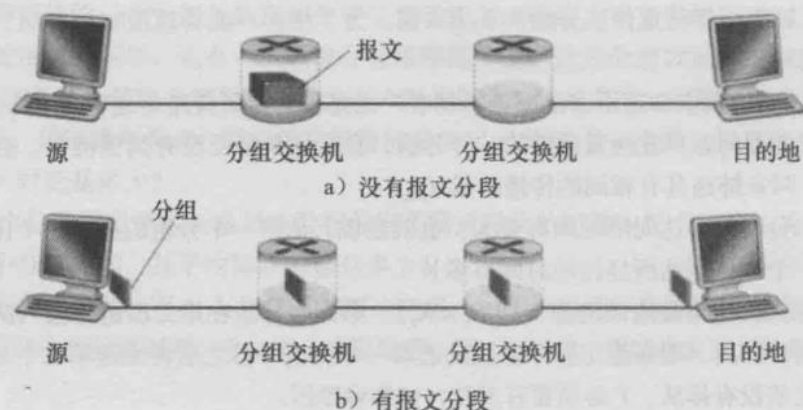 报文
源 分组交换机 分组交换机 目的地
a）没有报文分段
分组
源 分组交换机 分组交换机 目的地
b）有报文分段